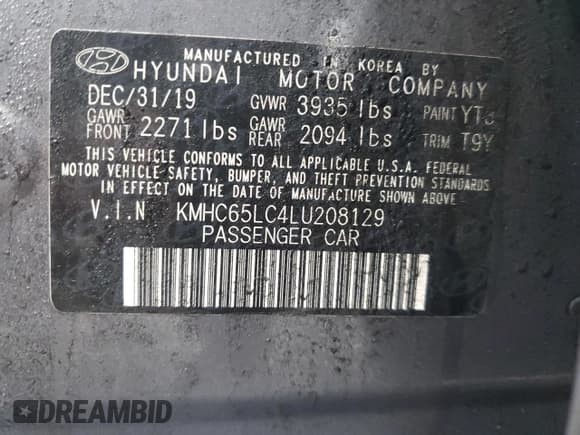 MANUFACTURED IN KOREA BY
HYUNDAI MOTOR COMPANY
DEC/31/19 GVWR 3935 lbs PAINT
GAWR FRONT 2271 lbs GAWR REAR 2094 lbs TRIM T9Y
THIS VEHICLE CONFORMS TO ALL APPLICABLE U.S.A. FEDERAL
MOTOR VEHICLE SAFETY, BUMPER, AND THEFT PREVENTION STANDARDS
IN EFFECT ON THE DATE OF MANUFACTURE SHOWN ABOVE.
V.I.N KMHC65LC4LU208129
PASSENGER CAR
DREAMBID